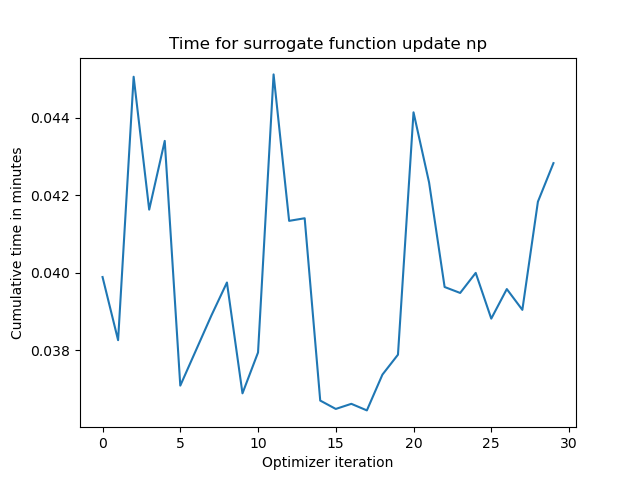 Time for surrogate function update np
Cumulative time in minutes
0.044
0.042
0.040
0.038
0 5 10 15 20 25 30
Optimizer iteration